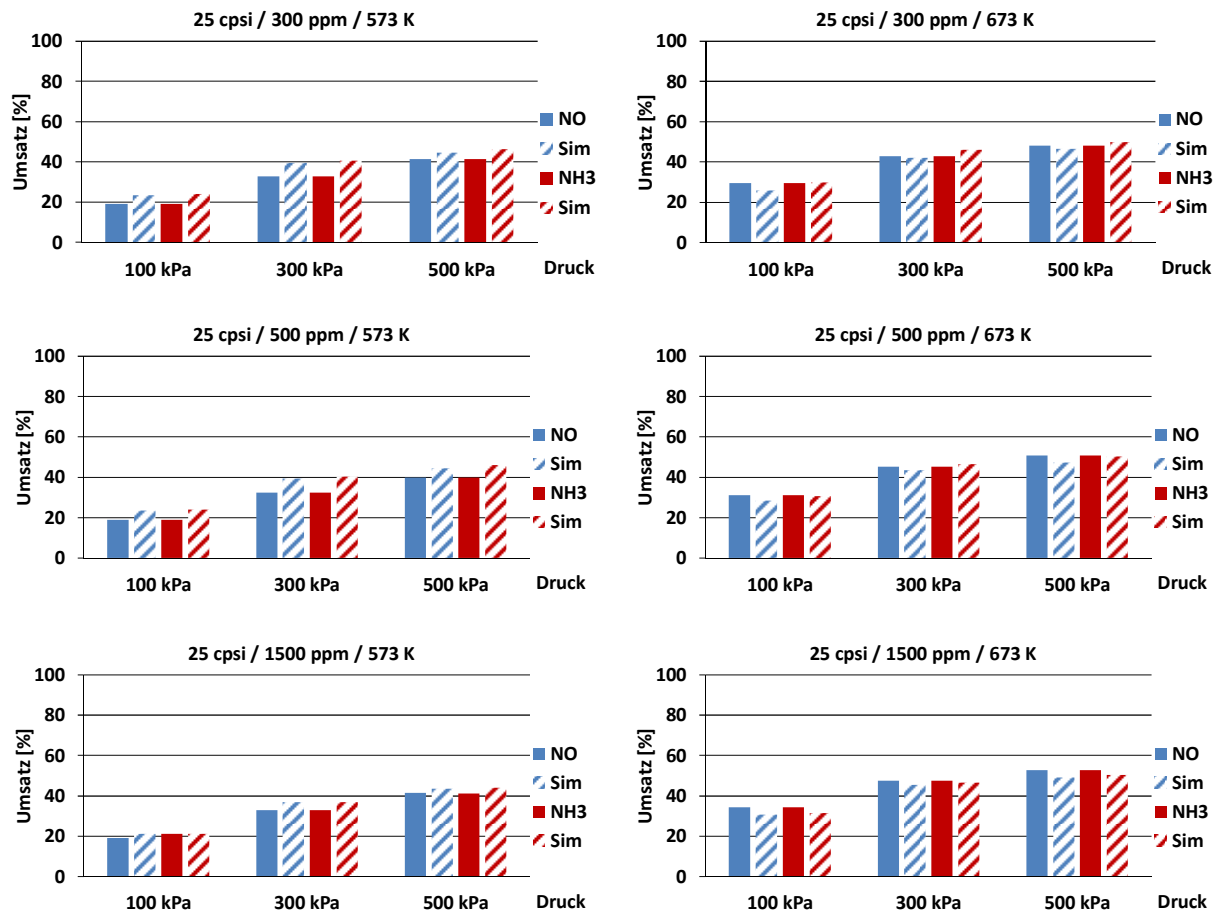 25 cpsi / 300 ppm / 573 K
Umsatz [%]
100
80
60
40
20
0
100 kPa 300 kPa 500 kPa Druck
NO
Sim
NH3
Sim
25 cpsi / 300 ppm / 673 K
Umsatz [%]
100
80
60
40
20
0
100 kPa 300 kPa 500 kPa Druck
NO
Sim
NH3
Sim
25 cpsi / 500 ppm / 573 K
Umsatz [%]
100
80
60
40
20
0
100 kPa 300 kPa 500 kPa Druck
NO
Sim
NH3
Sim
25 cpsi / 500 ppm / 673 K
Umsatz [%]
100
80
60
40
20
0
100 kPa 300 kPa 500 kPa Druck
NO
Sim
NH3
Sim
25 cpsi / 1500 ppm / 573 K
Umsatz [%]
100
80
60
40
20
0
100 kPa 300 kPa 500 kPa Druck
NO
Sim
NH3
Sim
25 cpsi / 1500 ppm / 673 K
Umsatz [%]
100
80
60
40
20
0
100 kPa 300 kPa 500 kPa Druck
NO
Sim
NH3
Sim